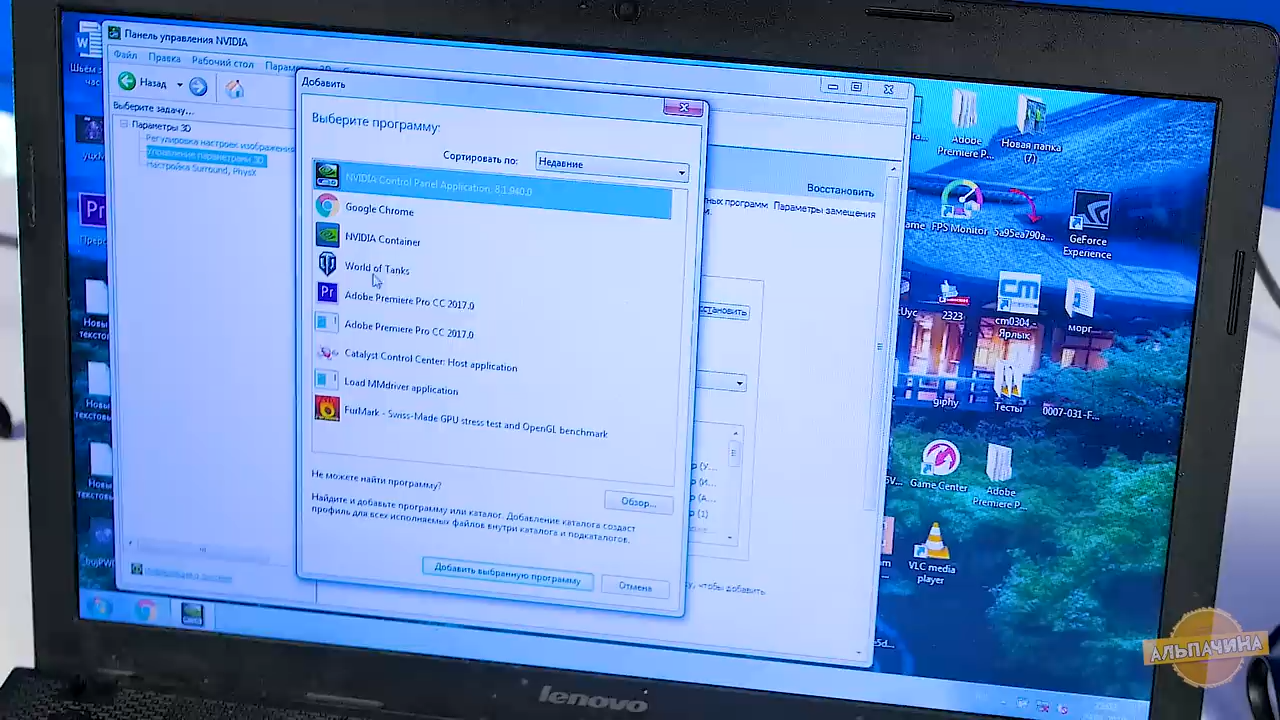 Панель управления NVIDIA
Файл Правка Рабочий стол
Назад
Выберите задачу...
Параметры 3D
Регулировка настроек изображения
Управление параметрами 3D
Настройка Surround, PhysX
Добавить
Выберите программу:
Сортировать по: Недавние
NVIDIA Control Panel Application, 8.1.940.0
Google Chrome
NVIDIA Container
World of Tanks
Adobe Premiere Pro CC 2017.0
Adobe Premiere Pro CC 2017.0
Catalyst Control Center: Host application
Load MMdriver application
FurMark - Swiss-Made GPU stress test and OpenGL benchmark
Не можете найти программу?
Обзор...
Найдите и добавьте программу или каталог. Добавление каталога создаст
профиль для всех исполняемых файлов внутри каталога и подкаталогов.
Добавить выбранную программу
Отмена
Восстановить
программ Параметры замещения
чтобы добавить
Adobe
Premiere P...
Новая папка
(7)
FPS Monitor
5a95ea790a...
GeForce
Experience
2323
cm0304 -
Ярлык
морг...
giphy
Тесты
0007-031-F...
Game Center
Adobe
Premiere P...
VLC media
player
lenovo
АЛЬПАЧИНА